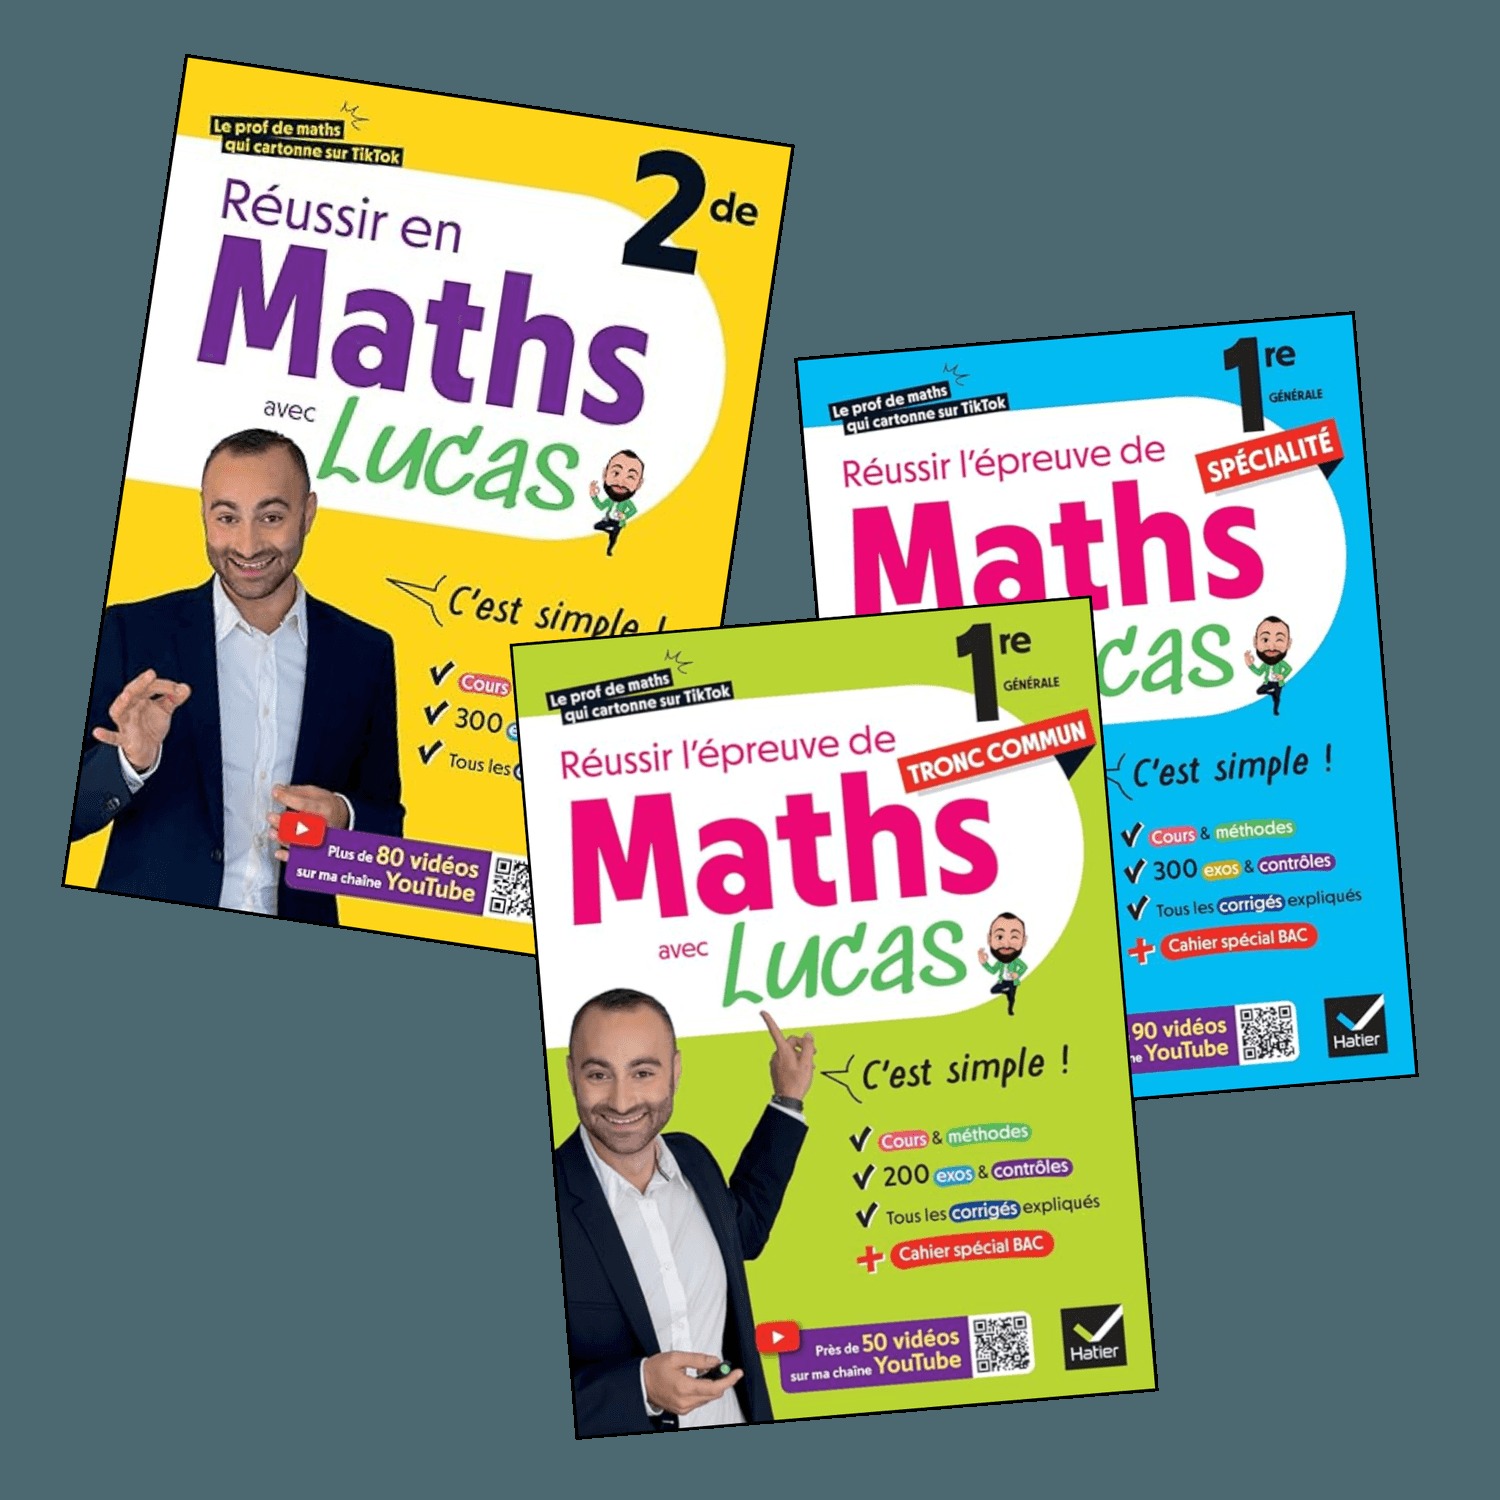 Le prof de maths
qui cartonne sur TikTok
2de
Réussir en
Maths
avec Lucas
C'est simple !
Cours
300
Tous les
Plus de 80 vidéos
sur ma chaîne YouTube
Le prof de maths
qui cartonne sur TikTok
1re
GÉNÉRALE
SPÉCIALITÉ
Réussir l'épreuve de
Maths
cas
C'est simple !
Cours & méthodes
300 exos & contrôles
Tous les corrigés expliqués
+ Cahier spécial BAC
90 vidéos
YouTube
Hatier
Le prof de maths
qui cartonne sur TikTok
1re
GÉNÉRALE
TRONC COMMUN
Réussir l'épreuve de
Maths
avec Lucas
C'est simple !
Cours & méthodes
200 exos & contrôles
Tous les corrigés expliqués
+ Cahier spécial BAC
Près de 50 vidéos
sur ma chaîne YouTube
Hatier